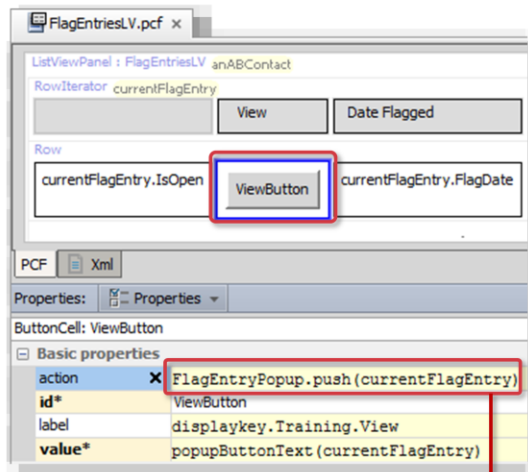 FlagEntriesLV.pcf ×
ListViewPanel : FlagEntriesLV anABContact
RowIterator currentFlagEntry
View Date Flagged
Row
currentFlagEntry.IsOpen ViewButton currentFlagEntry.FlagDate
PCF Xml
Properties: Properties
ButtonCell: ViewButton
Basic properties
action FlagEntryPopup.push(currentFlagEntry)
id* ViewButton
label displaykey.Training.View
value* popupButtonText(currentFlagEntry)